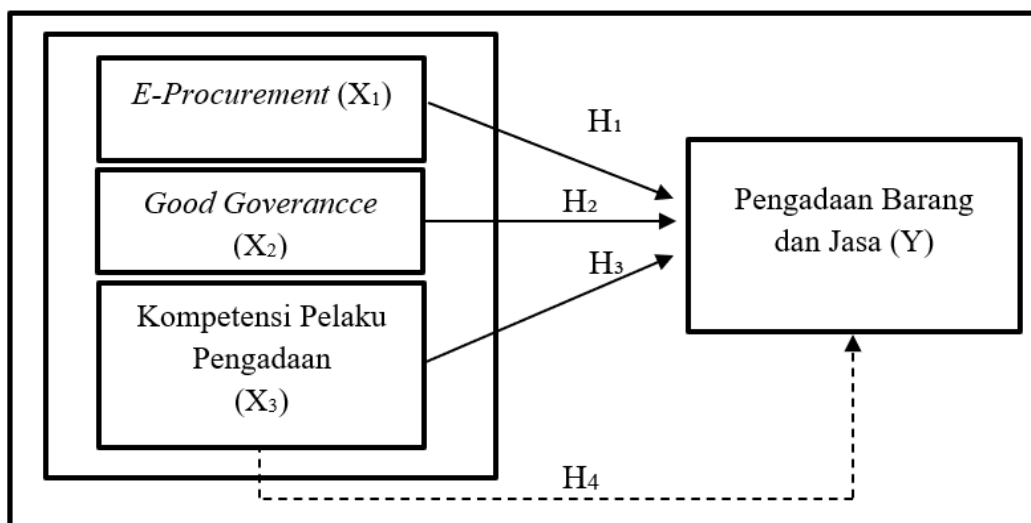 E-Procurement (X₁)
Good Goverancce
(X₂)
Kompetensi Pelaku
Pengadaan
(X₃)
H₁
H₂
H₃
H₄
Pengadaan Barang
dan Jasa (Y)